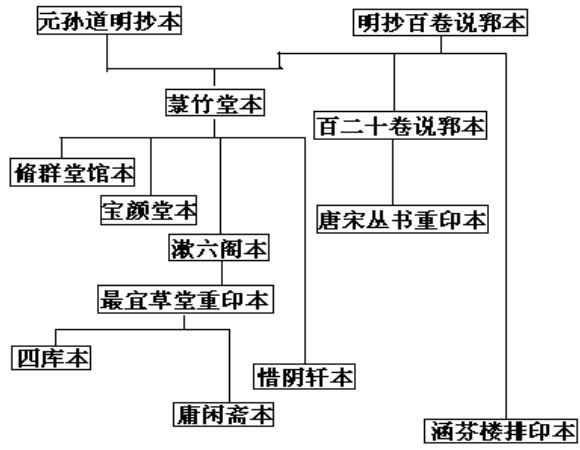 元孙道明抄本
明抄百卷说郛本
菉竹堂本
百二十卷说郛本
脩群堂馆本
宝颜堂本
唐宋丛书重印本
漱六阁本
最宜草堂重印本
四库本
惜阴轩本
庸闲斋本
涵芬楼排印本